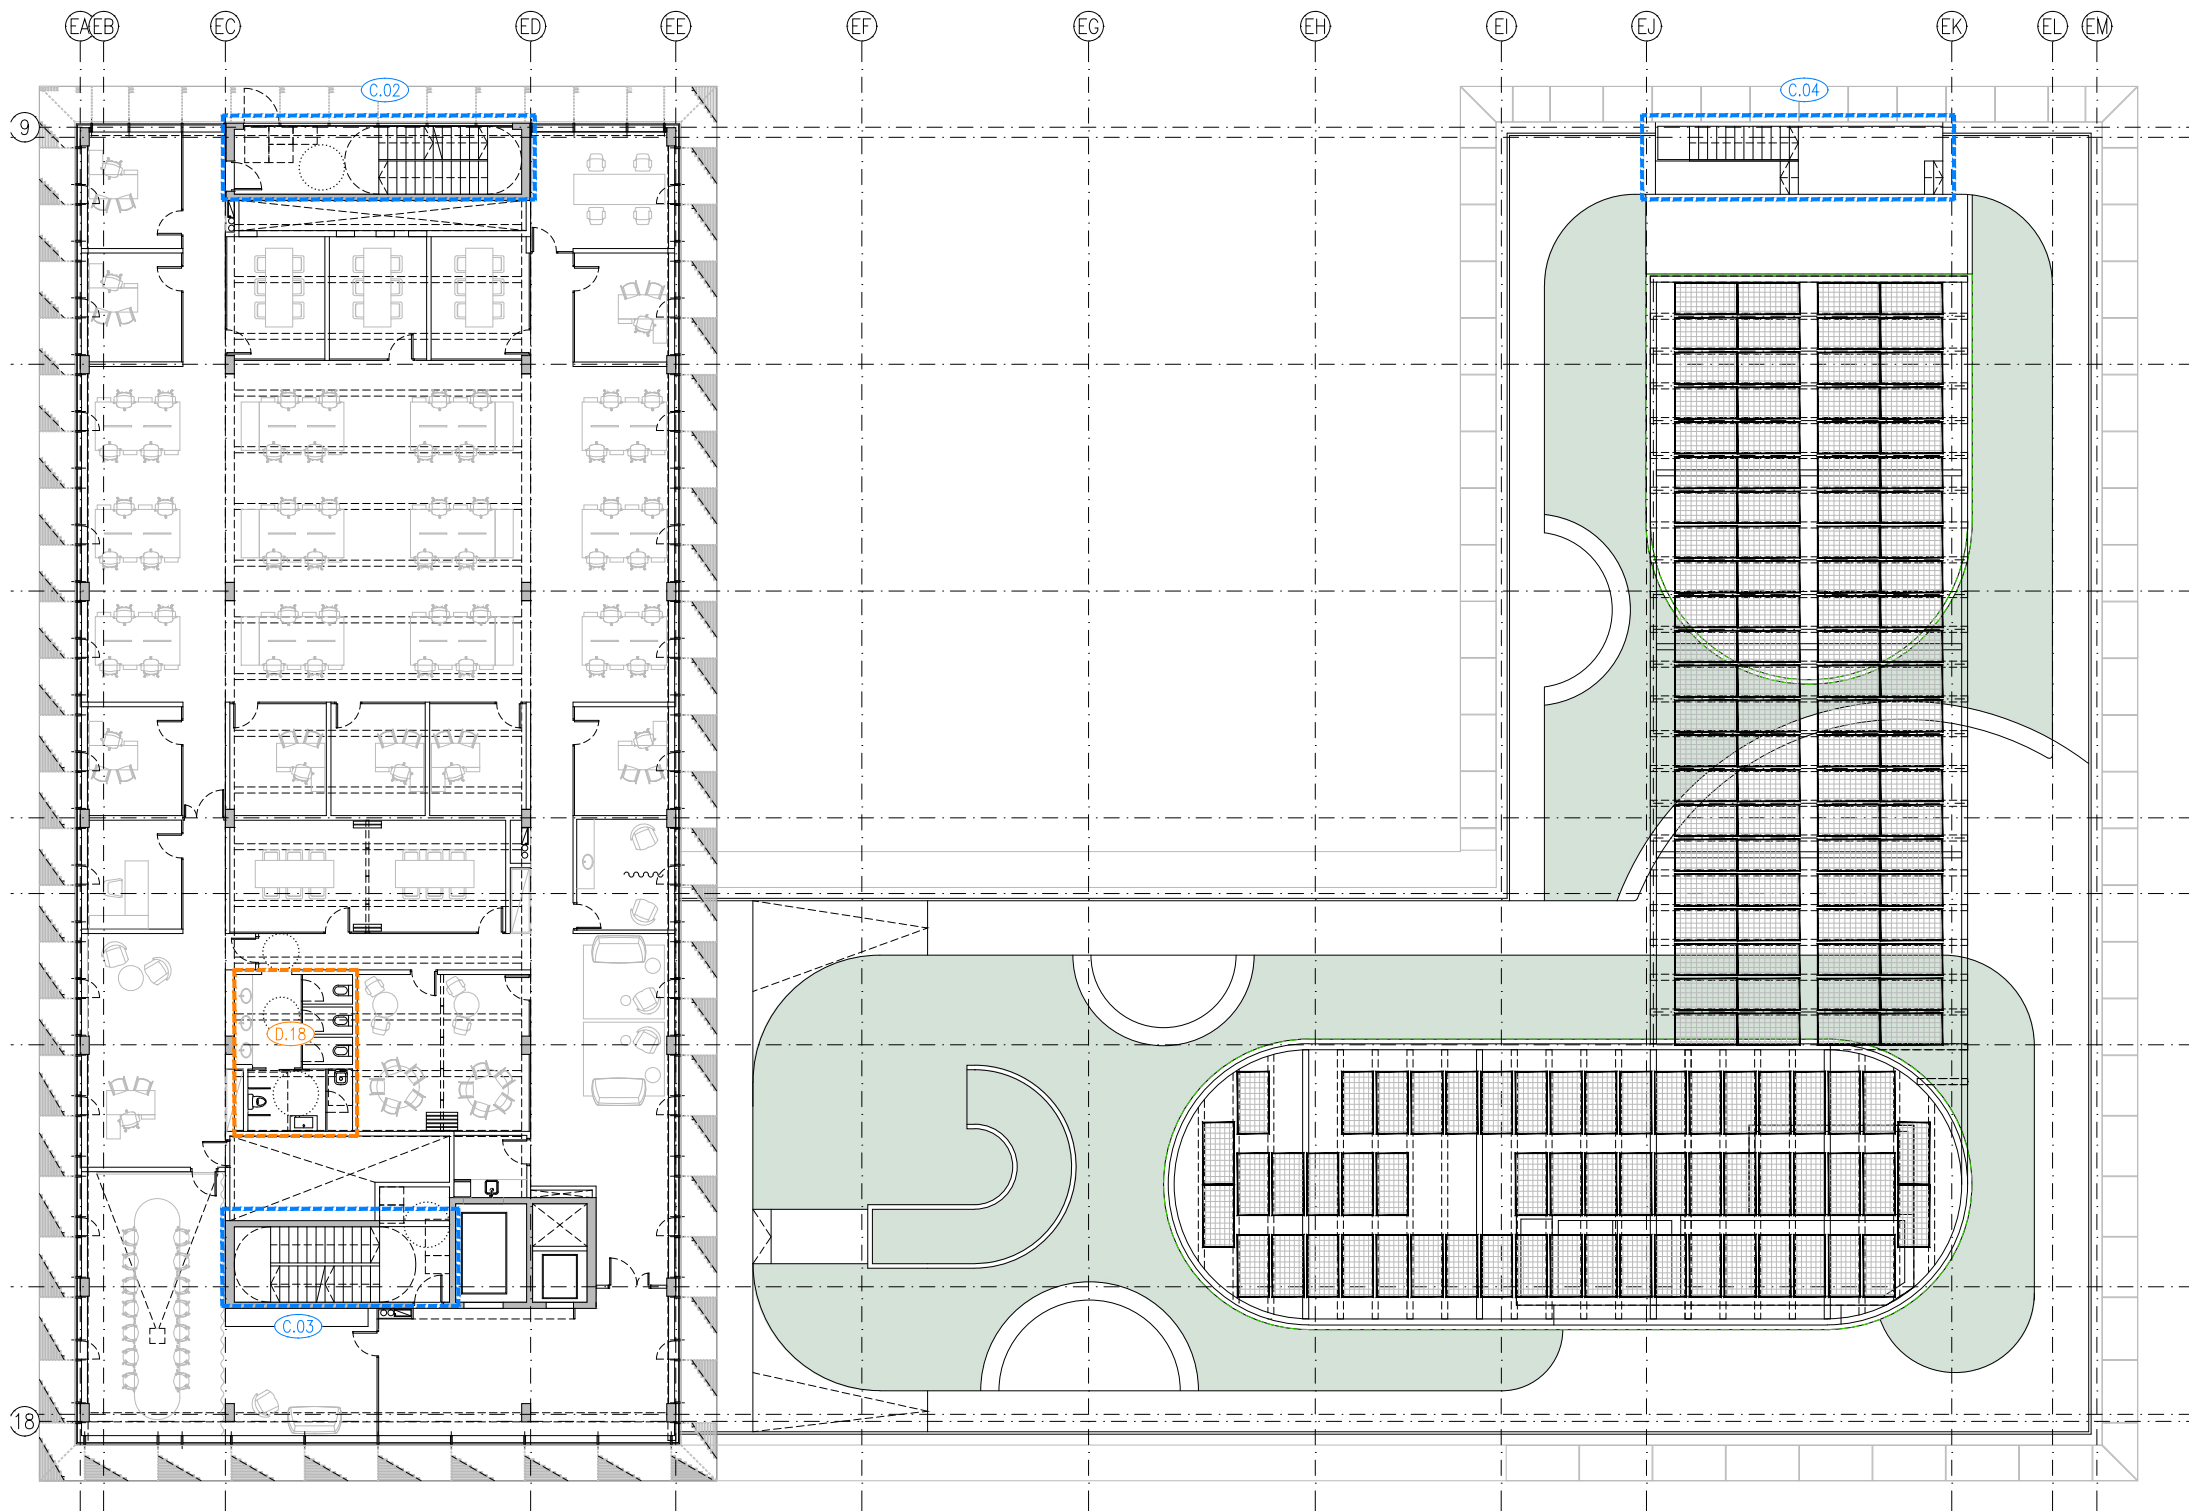 EA EB EC ED EE EF EG EH EI EJ EK EL EM
C.02 C.04
9
D.18
C.03
18